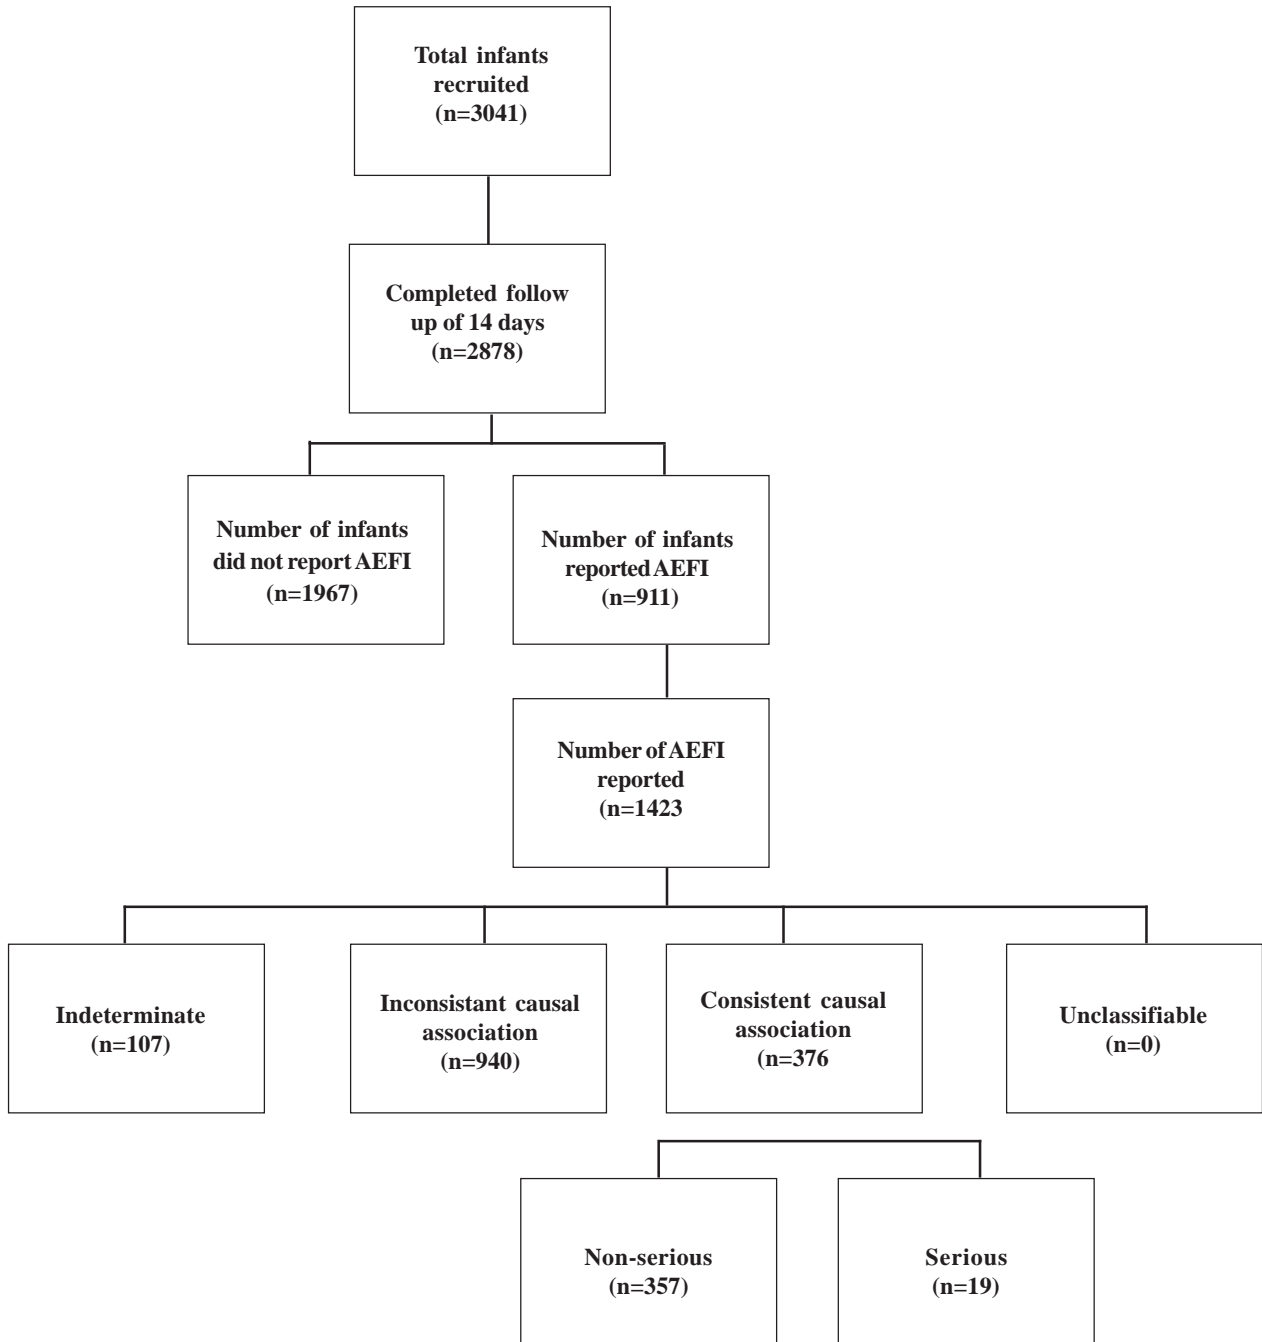 Total infants
recruited
(n=3041)
Completed follow
up of 14 days
(n=2878)
Number of infants
did not report AEFI
(n=1967)
Number of infants
reported AEFI
(n=911)
Number of AEFI
reported
(n=1423
Indeterminate
(n=107)
Inconsistant causal
association
(n=940)
Consistent causal
association
(n=376
Unclassifiable
(n=0)
Non-serious
(n=357)
Serious
(n=19)